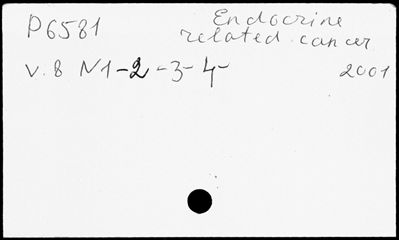 P6581
Endocrine
related cancer
V. 8 N1-2-3-4-
2001